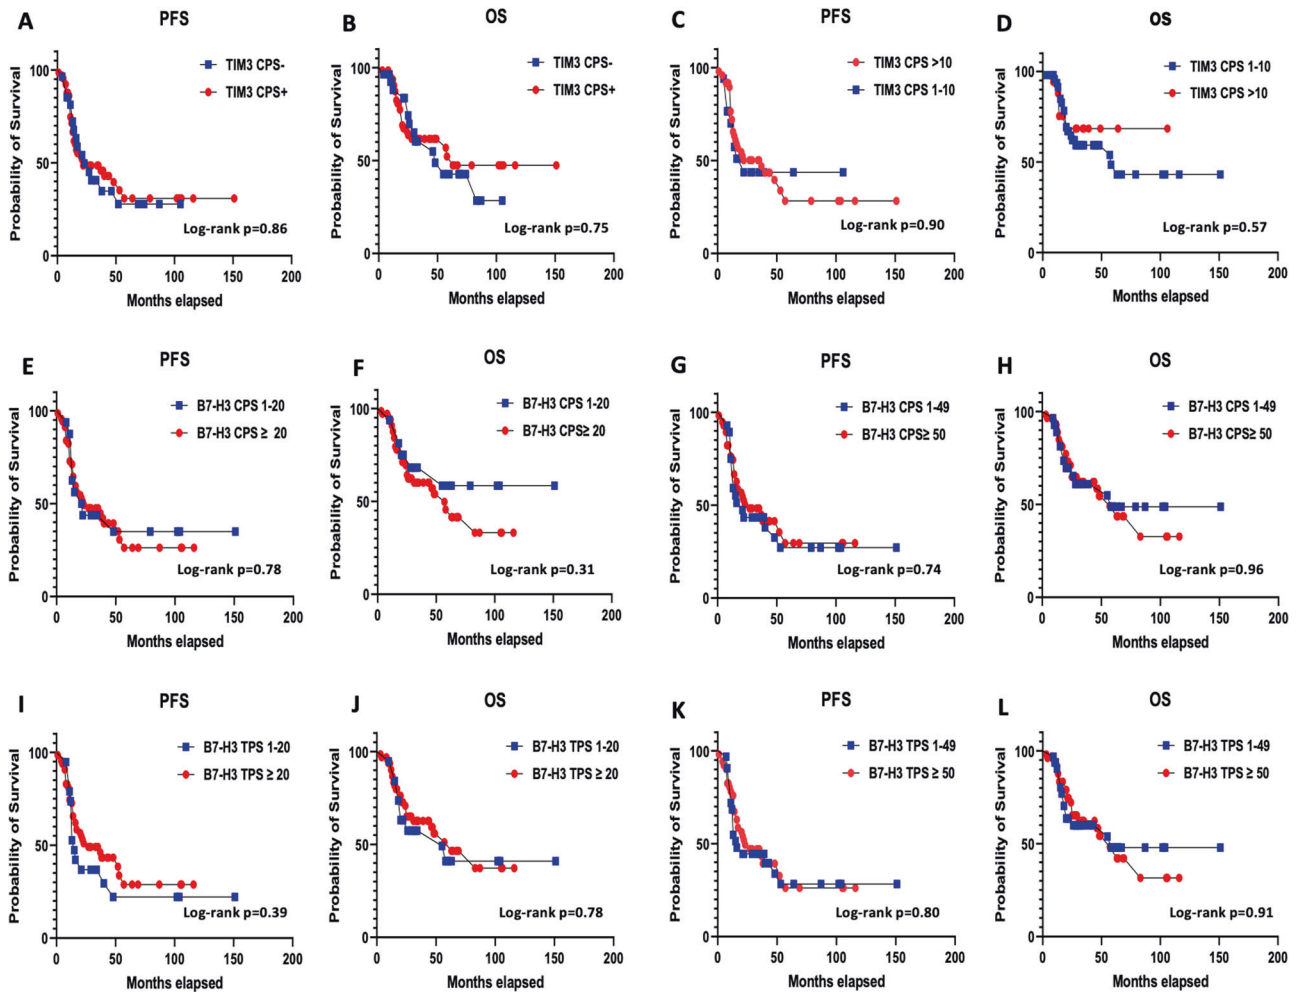 A
PFS
Probability of Survival
100
50
0
0 50 100 150 200
Months elapsed
TIM3 CPS-
TIM3 CPS+
Log-rank p=0.86
B
OS
Probability of Survival
100
50
0
0 50 100 150 200
Months elapsed
TIM3 CPS-
TIM3 CPS+
Log-rank p=0.75
C
PFS
Probability of Survival
100
50
0
0 50 100 150 200
Months elapsed
TIM3 CPS >10
TIM3 CPS 1-10
Log-rank p=0.90
D
OS
Probability of Survival
100
50
0
0 50 100 150 200
Months elapsed
TIM3 CPS 1-10
TIM3 CPS >10
Log-rank p=0.57
E
PFS
Probability of Survival
100
50
0
0 50 100 150 200
Months elapsed
B7-H3 CPS 1-20
B7-H3 CPS ≥ 20
Log-rank p=0.78
F
OS
Probability of Survival
100
50
0
0 50 100 150 200
Months elapsed
B7-H3 CPS 1-20
B7-H3 CPS≥ 20
Log-rank p=0.31
G
PFS
Probability of Survival
100
50
0
0 50 100 150 200
Months elapsed
B7-H3 CPS 1-49
B7-H3 CPS≥ 50
Log-rank p=0.74
H
OS
Probability of Survival
100
50
0
0 50 100 150 200
Months elapsed
B7-H3 CPS 1-49
B7-H3 CPS≥ 50
Log-rank p=0.96
I
PFS
Probability of Survival
100
50
0
0 50 100 150 200
Months elapsed
B7-H3 TPS 1-20
B7-H3 TPS ≥ 20
Log-rank p=0.39
J
OS
Probability of Survival
100
50
0
0 50 100 150 200
Months elapsed
B7-H3 TPS 1-20
B7-H3 TPS ≥ 20
Log-rank p=0.78
K
PFS
Probability of Survival
100
50
0
0 50 100 150 200
Months elapsed
B7-H3 TPS 1-49
B7-H3 TPS ≥ 50
Log-rank p=0.80
L
OS
Probability of Survival
100
50
0
0 50 100 150 200
Months elapsed
B7-H3 TPS 1-49
B7-H3 TPS ≥ 50
Log-rank p=0.91